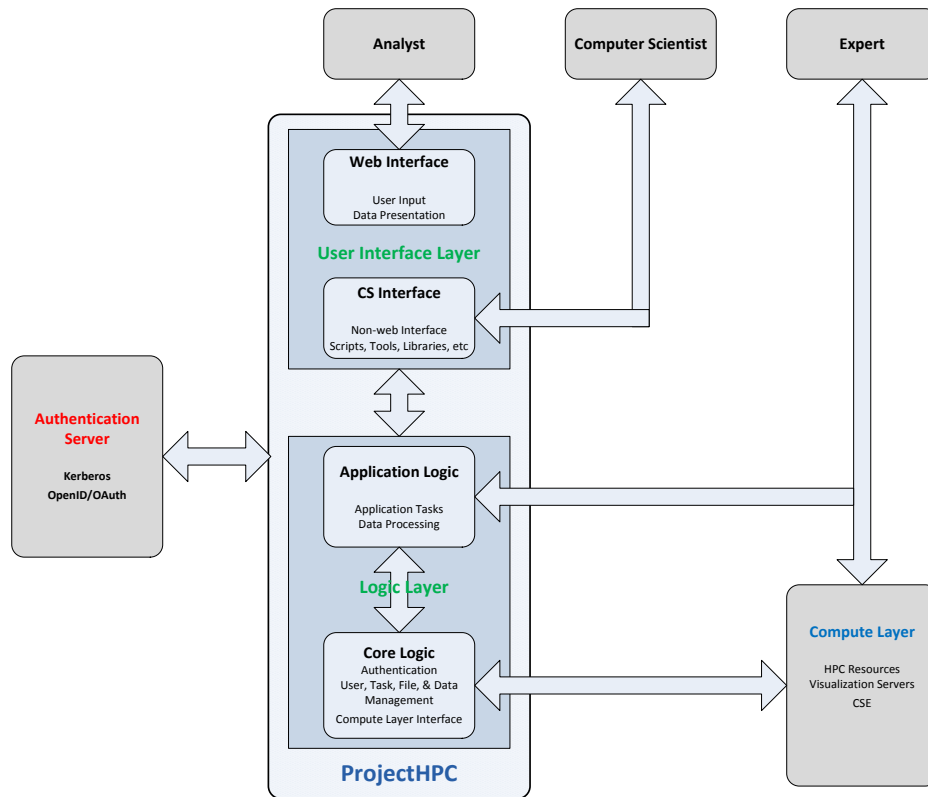 Analyst
Computer Scientist
Expert
Web Interface
User Input
Data Presentation
User Interface Layer
CS Interface
Non-web Interface
Scripts, Tools, Libraries, etc
Authentication
Server
Kerberos
OpenID/OAuth
Application Logic
Application Tasks
Data Processing
Logic Layer
Core Logic
Authentication
User, Task, File, & Data
Management
Compute Layer Interface
Compute Layer
HPC Resources
Visualization Servers
CSE
ProjectHPC